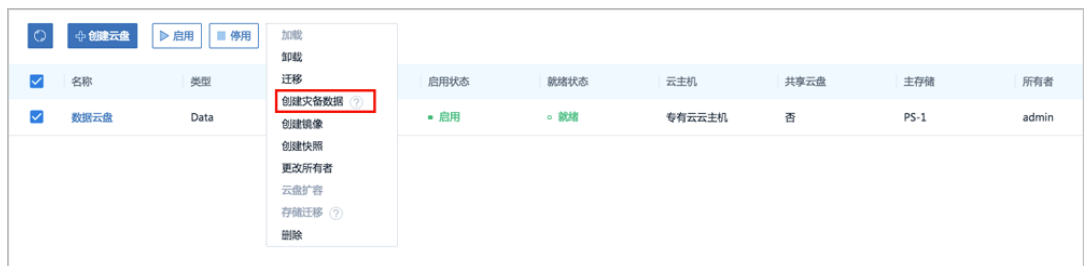 创建云盘 启用 停用
加载
卸载
迁移
创建灾备数据 ?
创建镜像
创建快照
更改所有者
云盘扩容
存储迁移 ?
删除
名称 类型 启用状态 就绪状态 云主机 共享云盘 主存储 所有者
数据云盘 Data 启用 就绪 专有云云主机 否 PS-1 admin